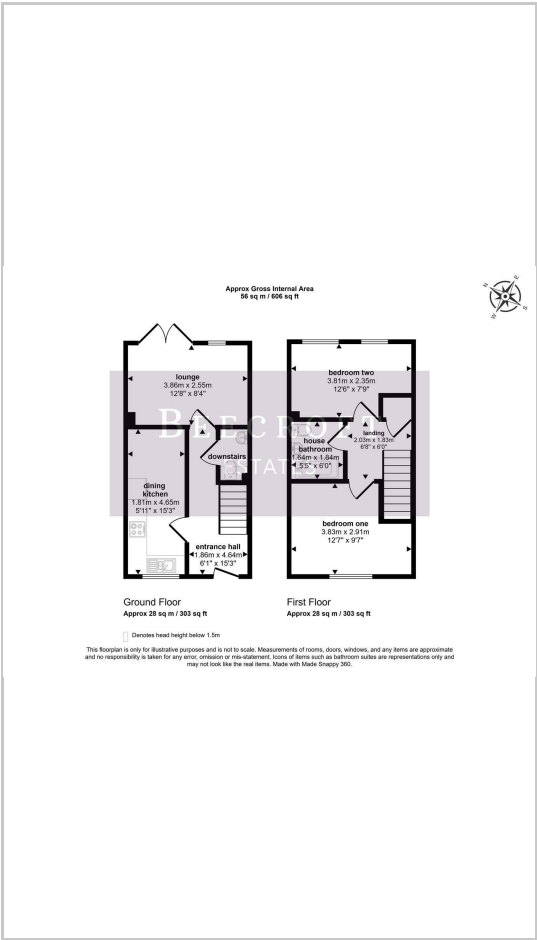 Approx Gross Internal Area
56 sq m / 606 sq ft
N
E
S
W
lounge
3.86m x 2.55m
12'8" x 8'4"
bedroom two
3.81m x 2.35m
12'6" x 7'9"
BEECROFT
ESTATES
downstairs
house
bathroom
1.64m x 1.84m
5'5" x 6'0"
landing
2.03m x 1.83m
6'8" x 6'0"
dining
kitchen
1.81m x 4.65m
5'11" x 15'3"
entrance hall
1.86m x 4.64m
6'1" x 15'3"
bedroom one
3.83m x 2.91m
12'7" x 9'7"
Ground Floor
Approx 28 sq m / 303 sq ft
First Floor
Approx 28 sq m / 303 sq ft
Denotes head height below 1.5m
This floorplan is only for illustrative purposes and is not to scale. Measurements of rooms, doors, windows, and any items are approximate
and no responsibility is taken for any error, omission or mis-statement. Icons of items such as bathroom suites are representations only and
may not look like the real items. Made with Made Snappy 360.